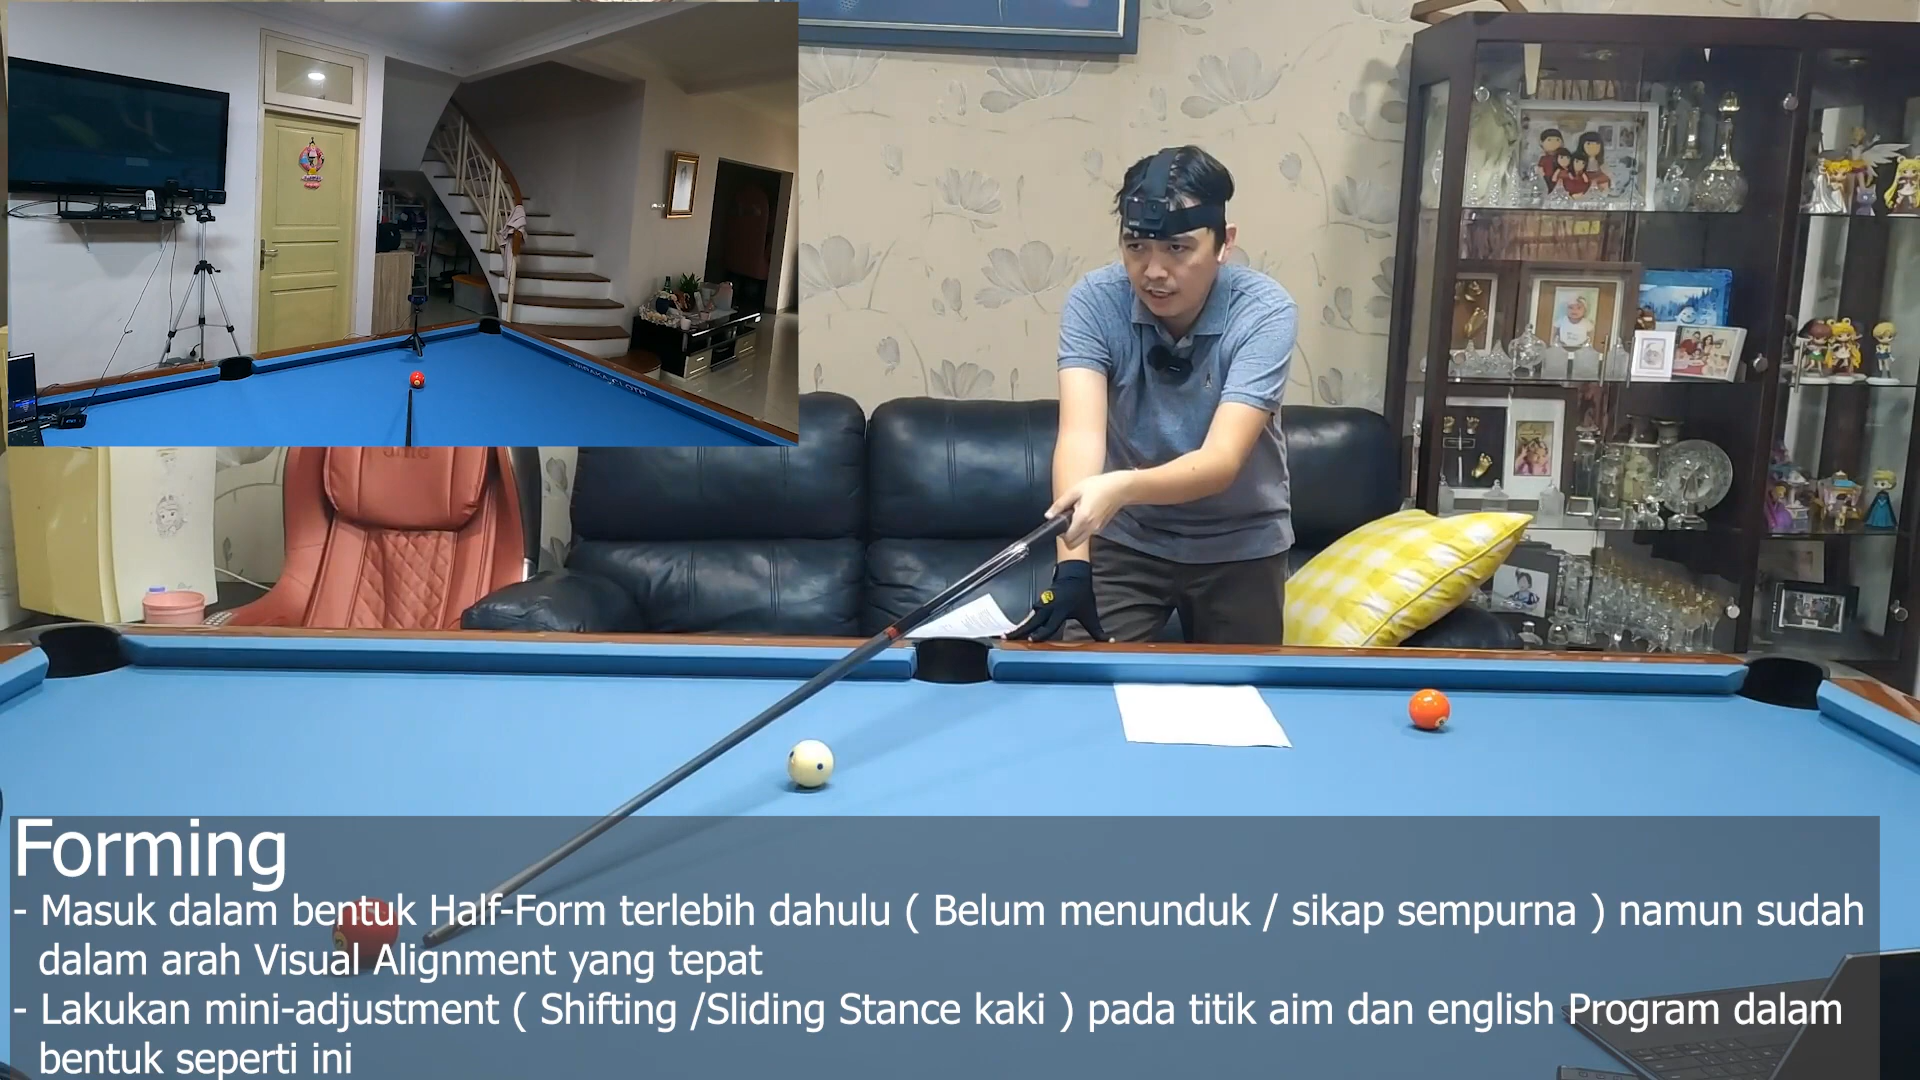 Forming
- Masuk dalam bentuk Half-Form terlebih dahulu ( Belum menunduk / sikap sempurna ) namun sudah
dalam arah Visual Alignment yang tepat
- Lakukan mini-adjustment ( Shifting /Sliding Stance kaki ) pada titik aim dan english Program dalam
bentuk seperti ini